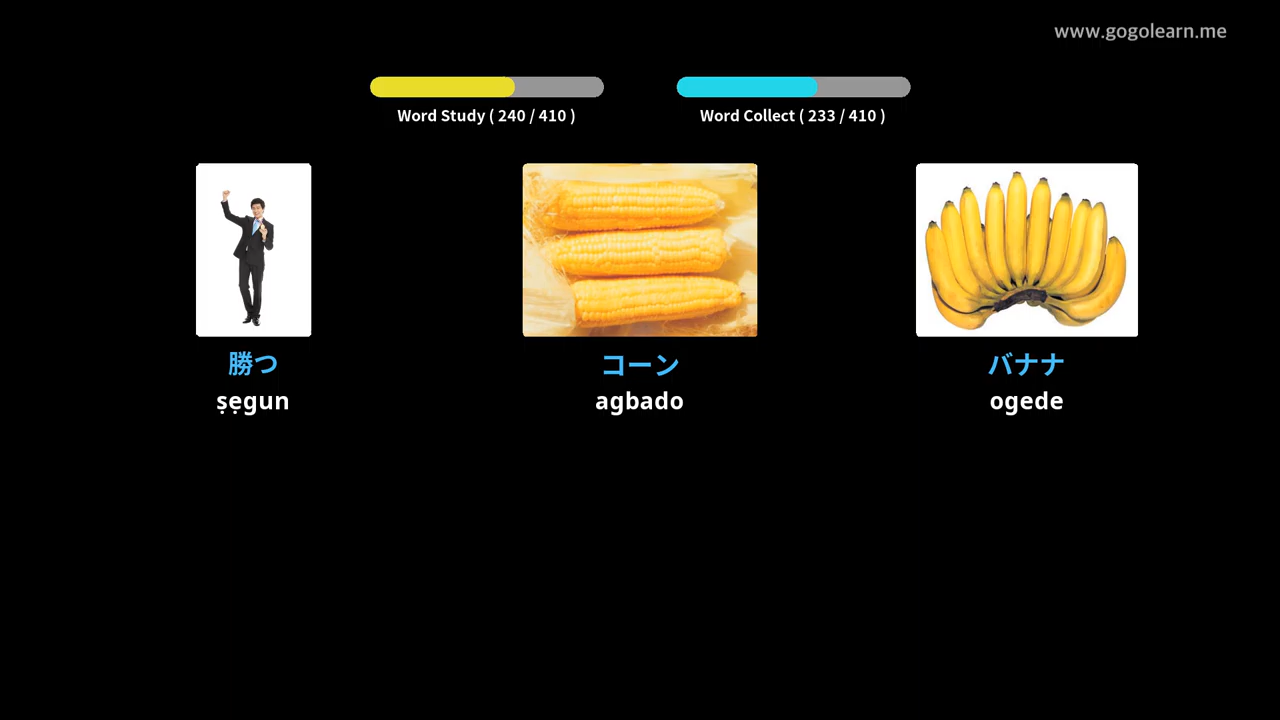 www.gogolearn.me
Word Study ( 240 / 410 )
Word Collect ( 233 / 410 )
勝つ
ṣẹgun
コーン
agbado
バナナ
ogede